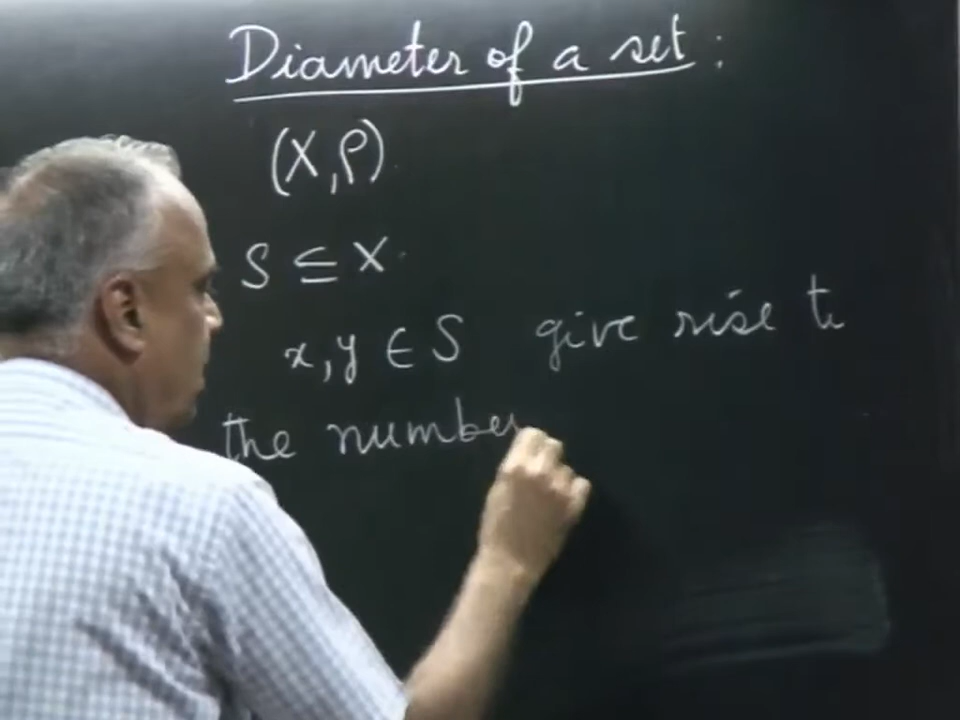 Diameter of a set :
(X, ρ).
S ⊆ X.
x, y ∈ S give rise to
the number